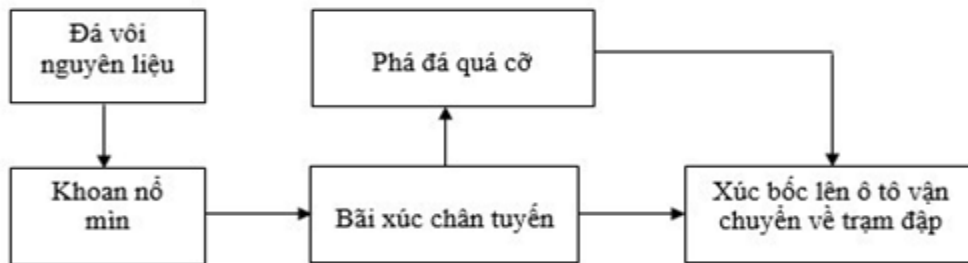 Đá vôi
nguyên liệu
Phá đá quá cỡ
Khoan nổ
mìn
Bãi xúc chân tuyến
Xúc bốc lên ô tô vận
chuyển về trạm đập